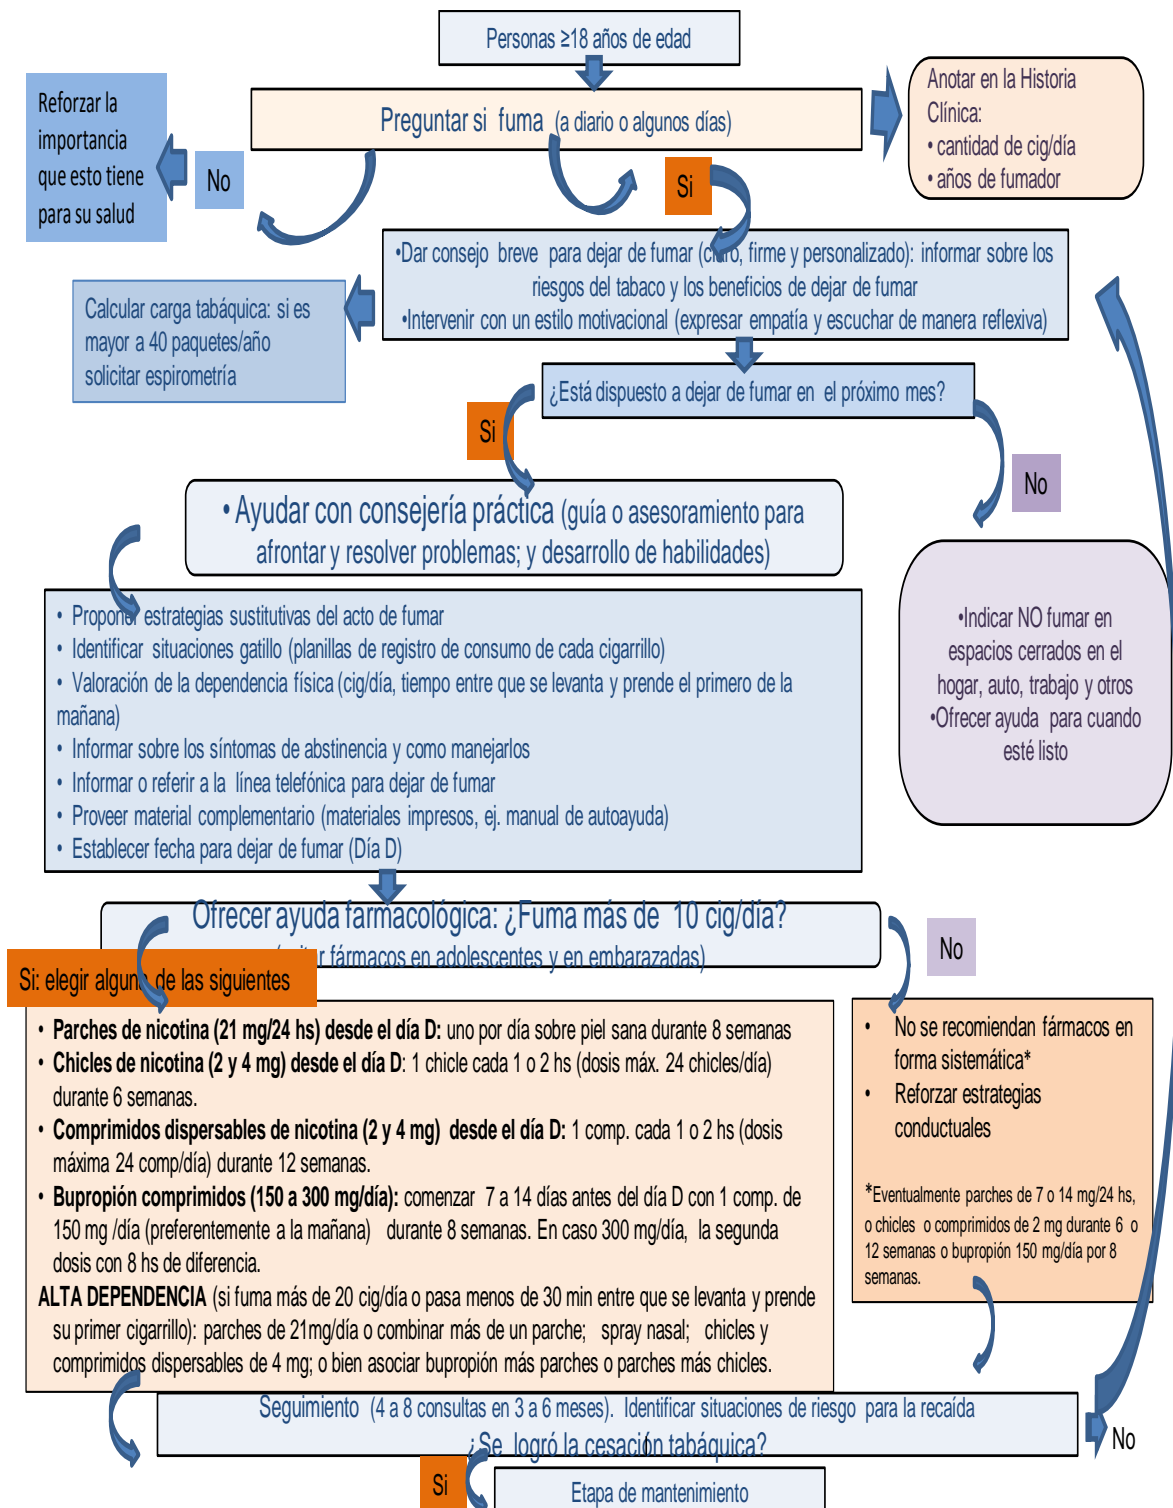 Personas ≥18 años de edad
Preguntar si fuma (a diario o algunos días)
Anotar en la Historia
Clínica:
• cantidad de cig/día
• años de fumador
Reforzar la
importancia
que esto tiene
para su salud
No
Si
•Dar consejo breve para dejar de fumar (claro, firme y personalizado): informar sobre los
riesgos del tabaco y los beneficios de dejar de fumar
•Intervenir con un estilo motivacional (expresar empatía y escuchar de manera reflexiva)
Calcular carga tabáquica: si es
mayor a 40 paquetes/año
solicitar espirometría
¿Está dispuesto a dejar de fumar en el próximo mes?
Si
No
• Ayudar con consejería práctica (guía o asesoramiento para
afrontar y resolver problemas; y desarrollo de habilidades)
• Proponer estrategias sustitutivas del acto de fumar
• Identificar situaciones gatillo (planillas de registro de consumo de cada cigarrillo)
• Valoración de la dependencia física (cig/día, tiempo entre que se levanta y prende el primero de la
mañana)
• Informar sobre los síntomas de abstinencia y como manejarlos
• Informar o referir a la línea telefónica para dejar de fumar
• Proveer material complementario (materiales impresos, ej. manual de autoayuda)
• Establecer fecha para dejar de fumar (Día D)
•Indicar NO fumar en
espacios cerrados en el
hogar, auto, trabajo y otros
•Ofrecer ayuda para cuando
esté listo
Ofrecer ayuda farmacológica: ¿Fuma más de 10 cig/día?
fármacos en adolescentes y en embarazadas)
No
Si: elegir alguna de las siguientes
• Parches de nicotina (21 mg/24 hs) desde el día D: uno por día sobre piel sana durante 8 semanas
• Chicles de nicotina (2 y 4 mg) desde el día D: 1 chicle cada 1 o 2 hs (dosis máx. 24 chicles/día)
durante 6 semanas.
• Comprimidos dispersables de nicotina (2 y 4 mg) desde el día D: 1 comp. cada 1 o 2 hs (dosis
máxima 24 comp/día) durante 12 semanas.
• Bupropión comprimidos (150 a 300 mg/día): comenzar 7 a 14 días antes del día D con 1 comp. de
150 mg /día (preferentemente a la mañana) durante 8 semanas. En caso 300 mg/día, la segunda
dosis con 8 hs de diferencia.
ALTA DEPENDENCIA (si fuma más de 20 cig/día o pasa menos de 30 min entre que se levanta y prende
su primer cigarrillo): parches de 21mg/día o combinar más de un parche; spray nasal; chicles y
comprimidos dispersables de 4 mg; o bien asociar bupropión más parches o parches más chicles.
• No se recomiendan fármacos en
forma sistemática*
• Reforzar estrategias
conductuales
*Eventualmente parches de 7 o 14 mg/24 hs,
o chicles o comprimidos de 2 mg durante 6 o
12 semanas o bupropión 150 mg/día por 8
semanas.
Seguimiento (4 a 8 consultas en 3 a 6 meses). Identificar situaciones de riesgo para la recaída
¿Se logró la cesación tabáquica?
No
Si
Etapa de mantenimiento